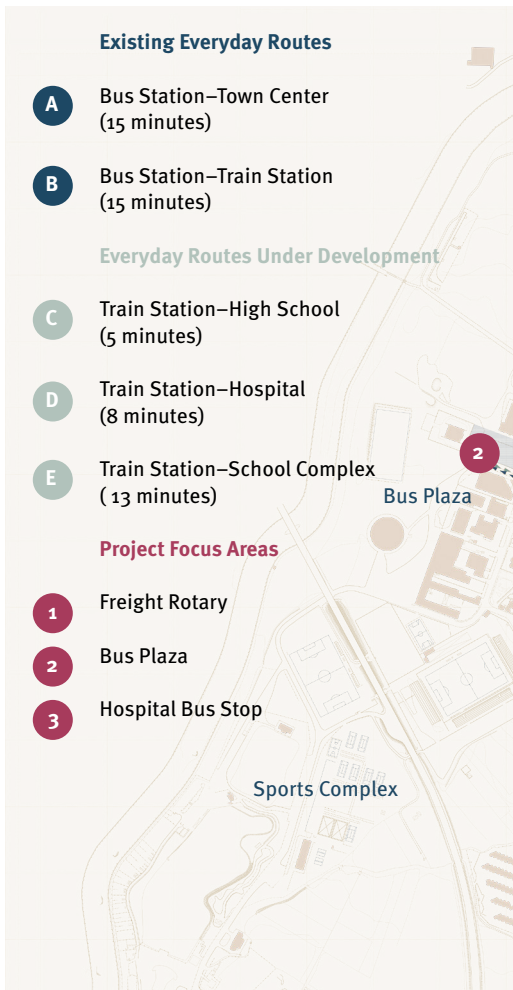 Existing Everyday Routes
A
Bus Station–Town Center
(15 minutes)
B
Bus Station–Train Station
(15 minutes)
Everyday Routes Under Development
C
Train Station–High School
(5 minutes)
D
Train Station–Hospital
(8 minutes)
E
Train Station–School Complex
( 13 minutes)
2
Bus Plaza
Project Focus Areas
1
Freight Rotary
2
Bus Plaza
3
Hospital Bus Stop
Sports Complex